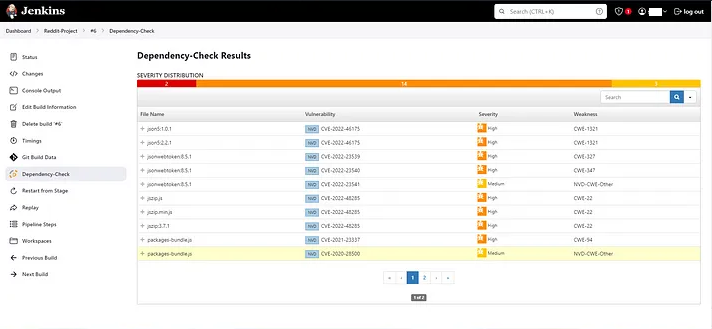 Jenkins
Search (CTRL+K)
1
log out
Dashboard
Reddit-Project
#6
Dependency-Check
Status
Changes
Console Output
Edit Build Information
Delete build '#6'
Timings
Git Build Data
Dependency-Check
Restart from Stage
Replay
Pipeline Steps
Workspaces
Previous Build
Next Build
Dependency-Check Results
SEVERITY DISTRIBUTION
2 14 3
Search
File Name Vulnerability Severity Weakness
+ json5:1.0.1 NVD CVE-2022-46175 High CWE-1321
+ json5:2.2.1 NVD CVE-2022-46175 High CWE-1321
+ jsonwebtoken:8.5.1 NVD CVE-2022-23539 High CWE-327
+ jsonwebtoken:8.5.1 NVD CVE-2022-23540 High CWE-347
+ jsonwebtoken:8.5.1 NVD CVE-2022-23541 Medium NVD-CWE-Other
+ jszip.js NVD CVE-2022-48285 High CWE-22
+ jszip.min.js NVD CVE-2022-48285 High CWE-22
+ jszip:3.7.1 NVD CVE-2022-48285 High CWE-22
+ packages-bundle.js NVD CVE-2021-23337 High CWE-94
+ packages-bundle.js NVD CVE-2020-28500 Medium NVD-CWE-Other
« ‹ 1 2 › »
1 of 2